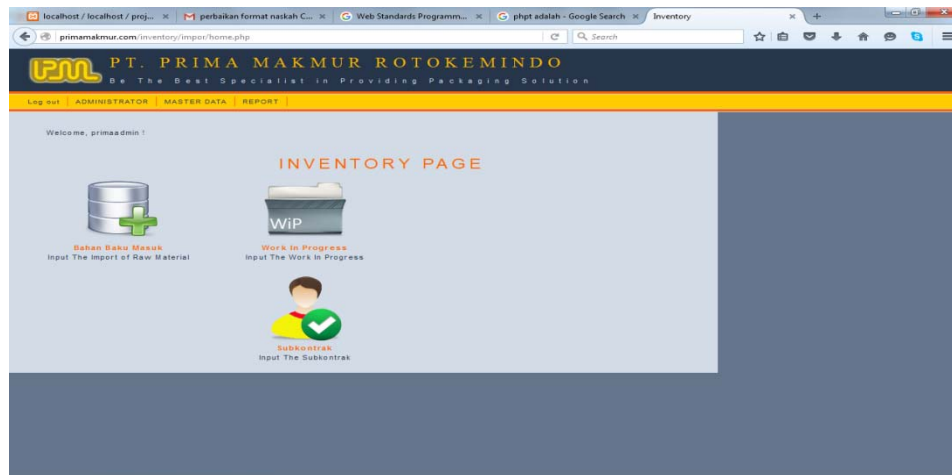 localhost / localhost / proj...
perbaikan format naskah C...
Web Standards Programm...
phpt adalah - Google Search
Inventory
primamakmur.com/inventory/impor/home.php
Search
PT. PRIMA MAKMUR ROTOKEMINDO
Be The Best Specialist in Providing Packaging Solution
Log out | ADMINISTRATOR | MASTER DATA | REPORT |
Welcome, primaadmin !
INVENTORY PAGE
WiP
Bahan Baku Masuk
Input The Import of Raw Material
Work In Progress
Input The Work In Progress
Subkontrak
Input The Subkontrak